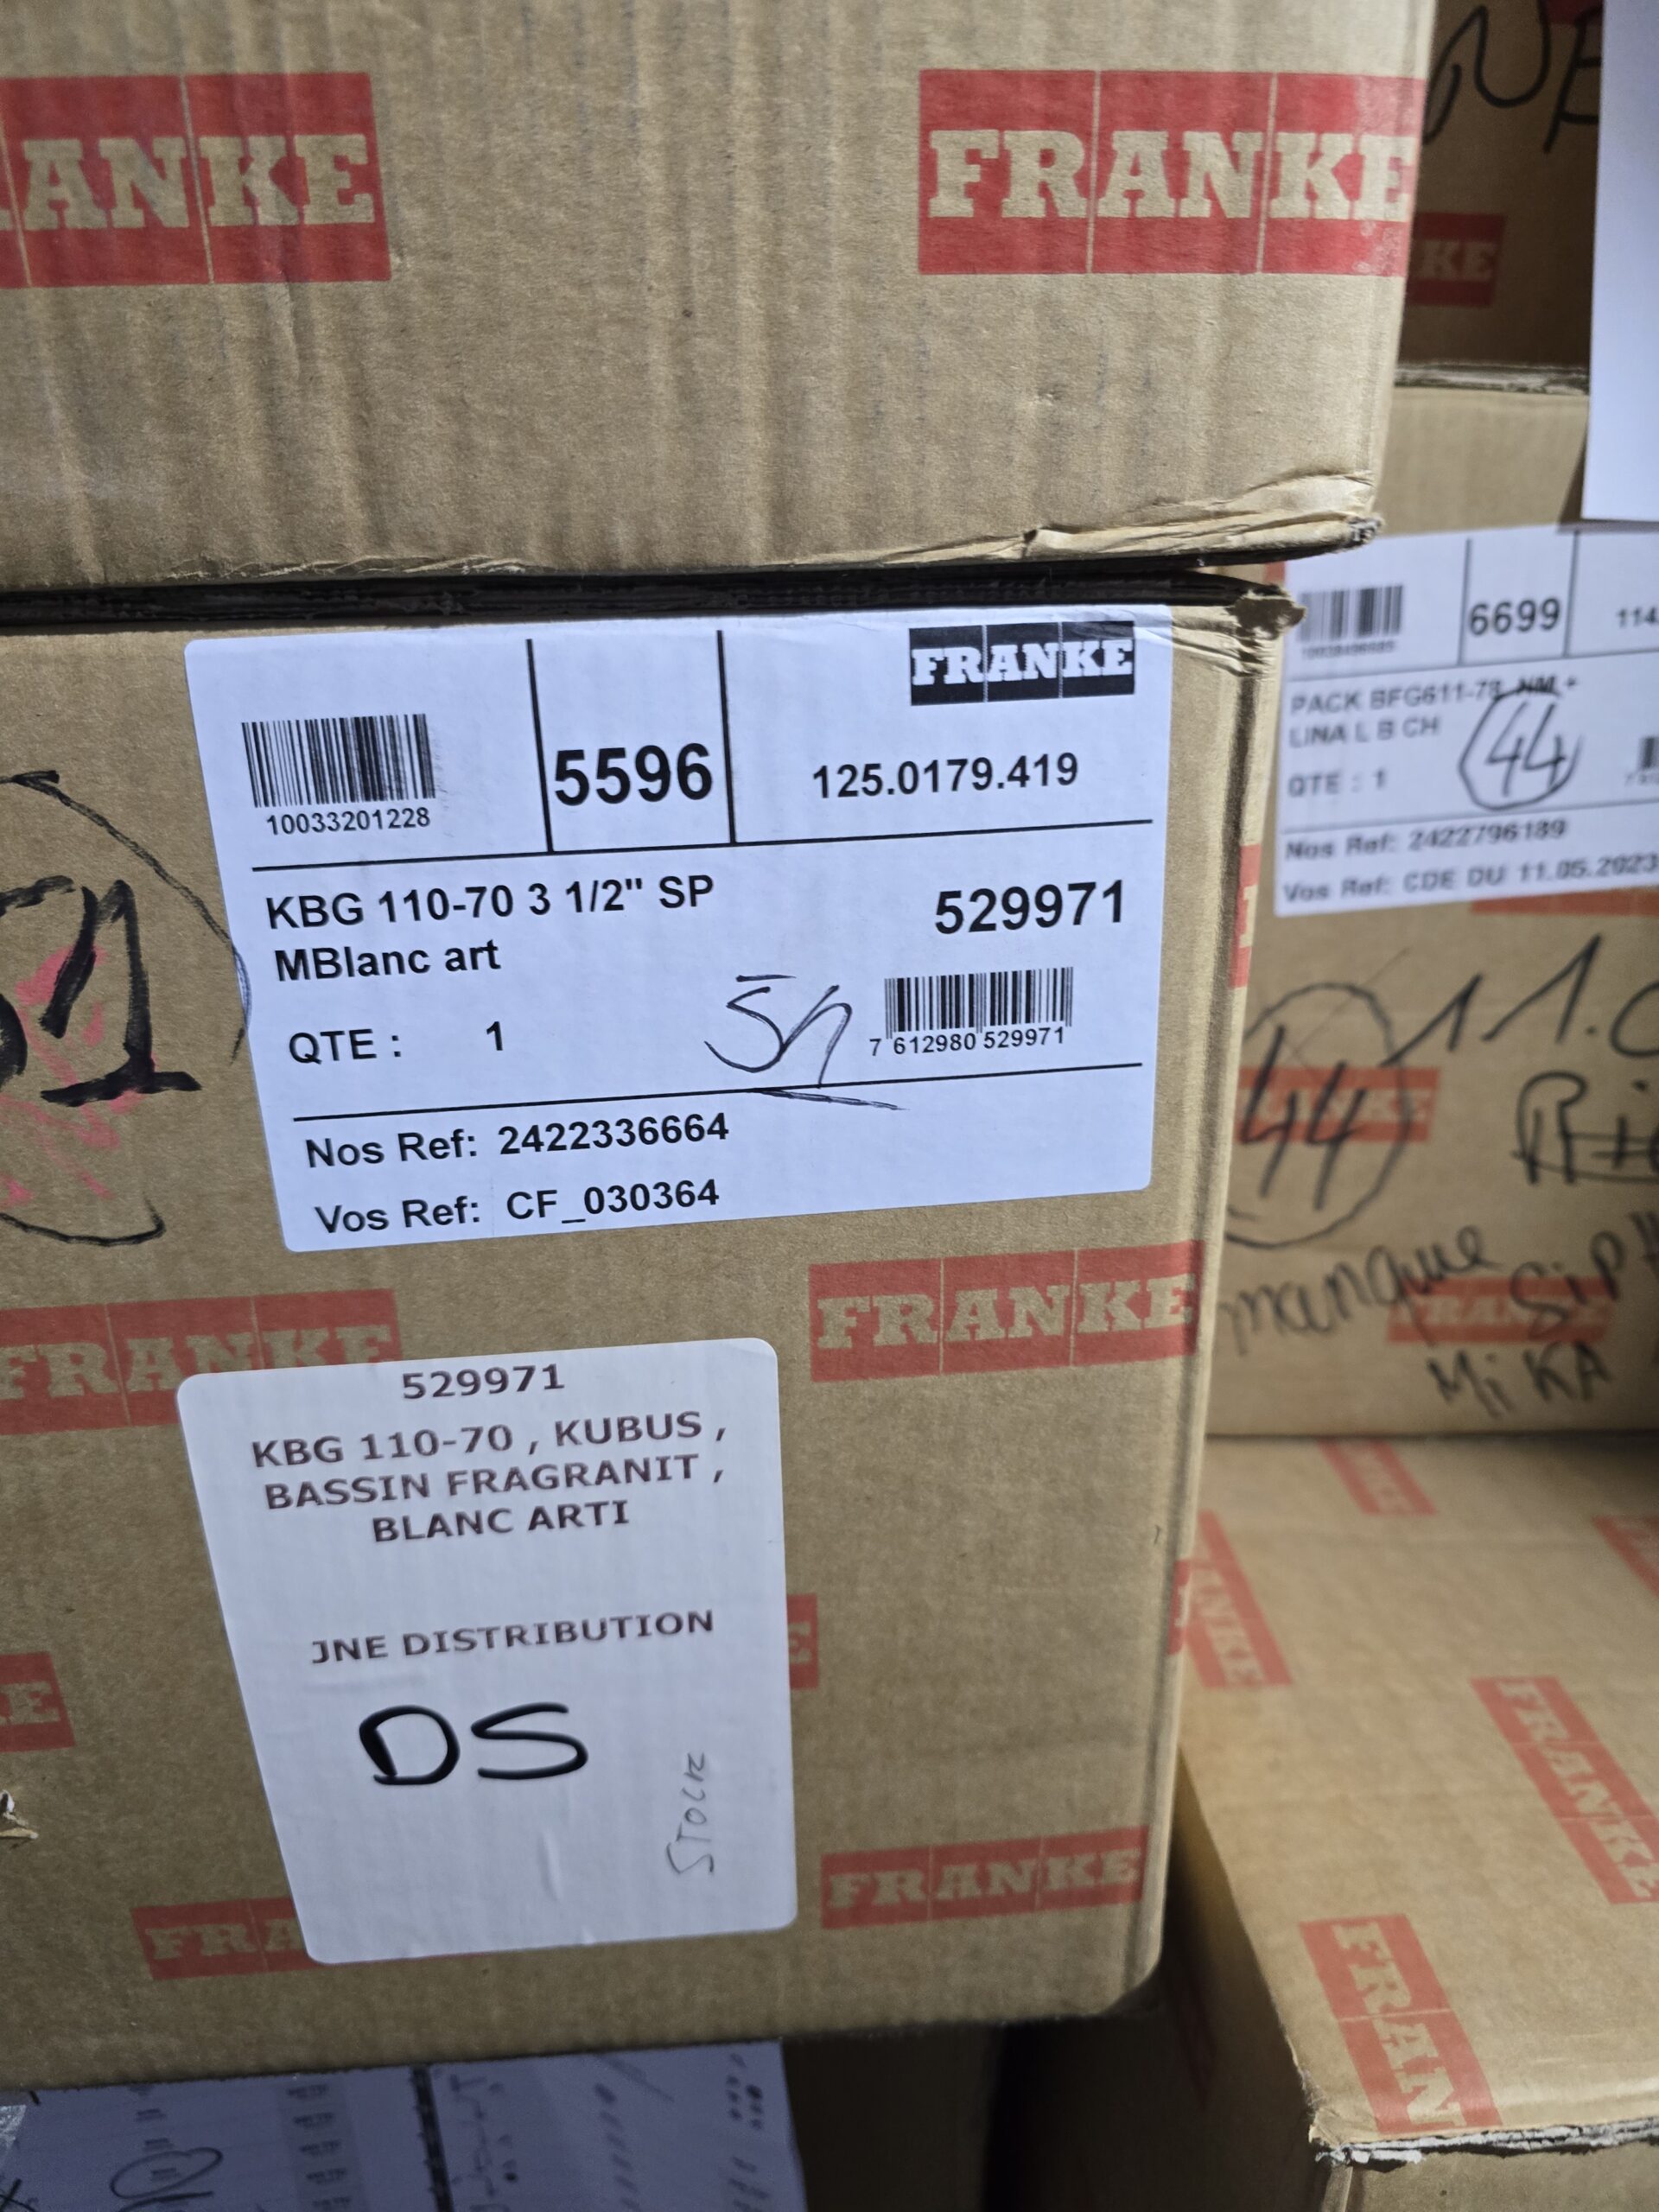 FRANKE
FRANKE
5596
125.0179.419
10033201228
KBG 110-70 3 1/2" SP
529971
MBlanc art
QTE : 1
7 612980 529971
Nos Ref: 2422336664
Vos Ref: CF_030364
FRANKE
FRANKE
529971
KBG 110-70 , KUBUS ,
BASSIN FRAGRANIT ,
BLANC ARTI
JNE DISTRIBUTION
DS
STOCK
FRANKE
6699
PACK BFG611-78 NM +
LINA L B CH
44
QTE : 1
Nos Ref: 2422796189
Vos Ref: CDE DU 11.05.2023
44
manque
MiKA
FRANKE